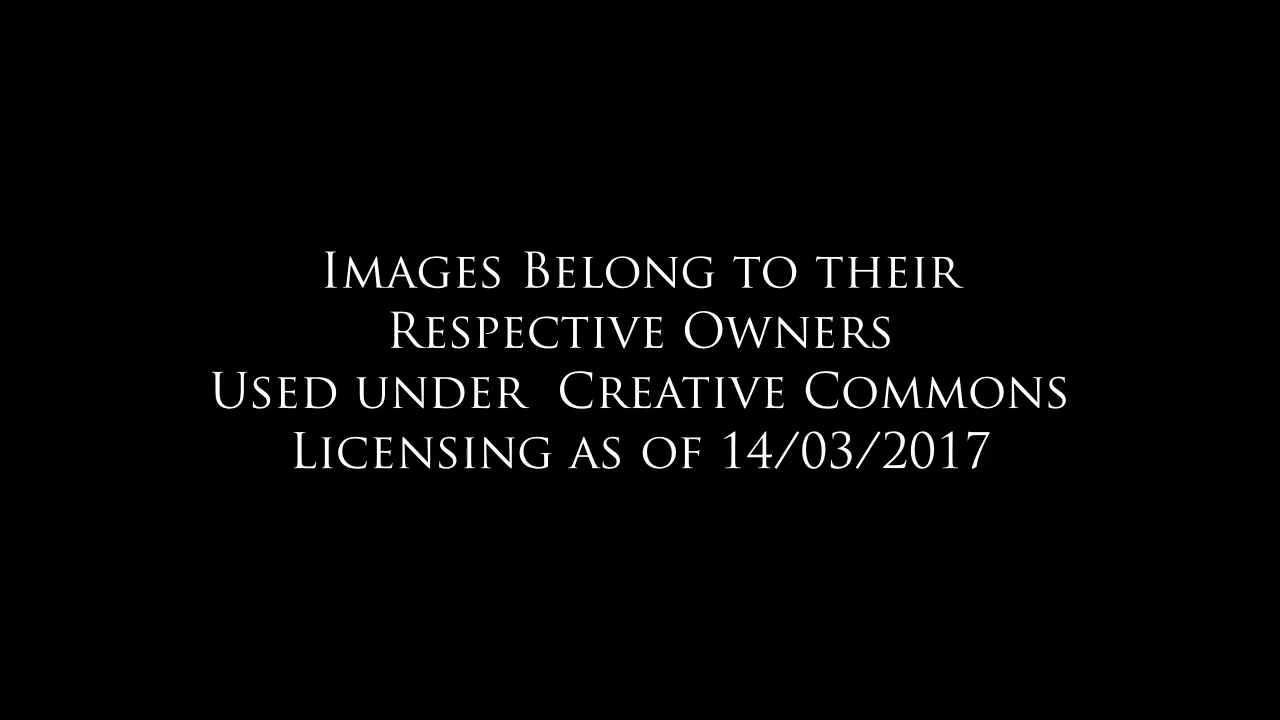 Images Belong to their
Respective Owners
Used under  Creative Commons
Licensing as of 14/03/2017